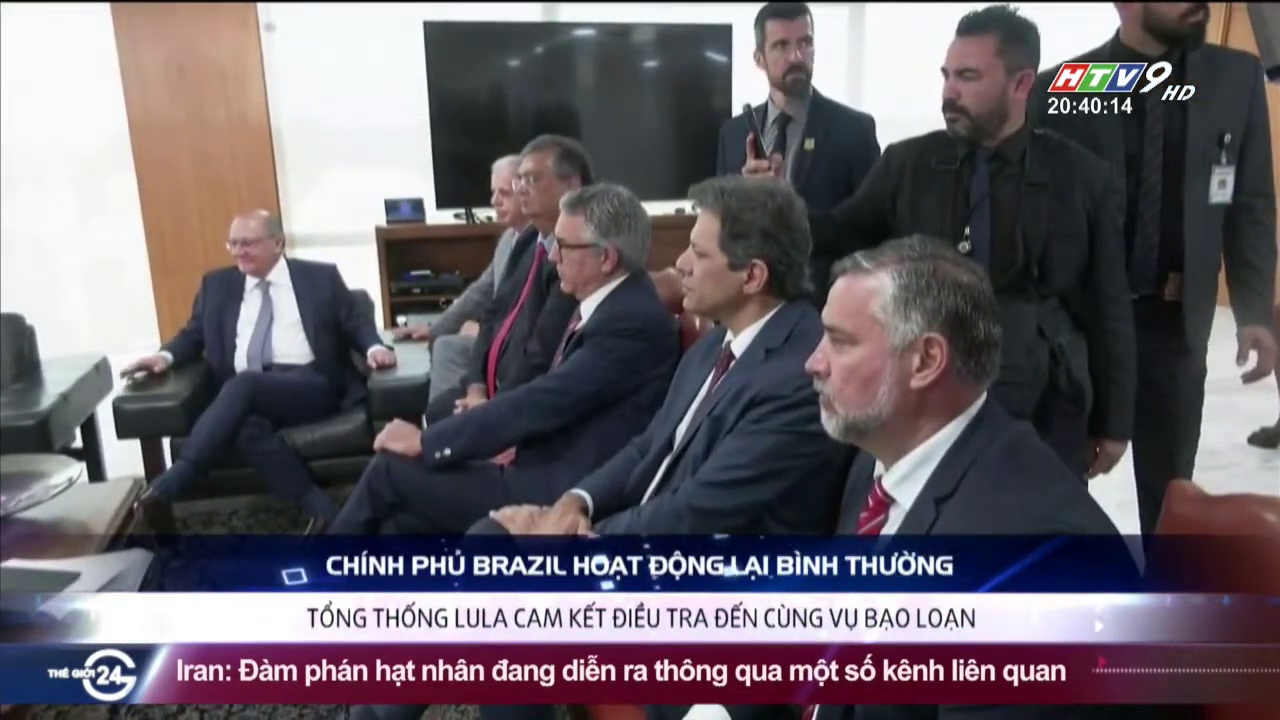 HTV9 HD
20:40:14
CHÍNH PHỦ BRAZIL HOẠT ĐỘNG LẠI BÌNH THƯỜNG
TỔNG THỐNG LULA CAM KẾT ĐIỀU TRA ĐẾN CÙNG VỤ BẠO LOẠN
THẾ GIỚI 24G
Iran: Đàm phán hạt nhân đang diễn ra thông qua một số kênh liên quan